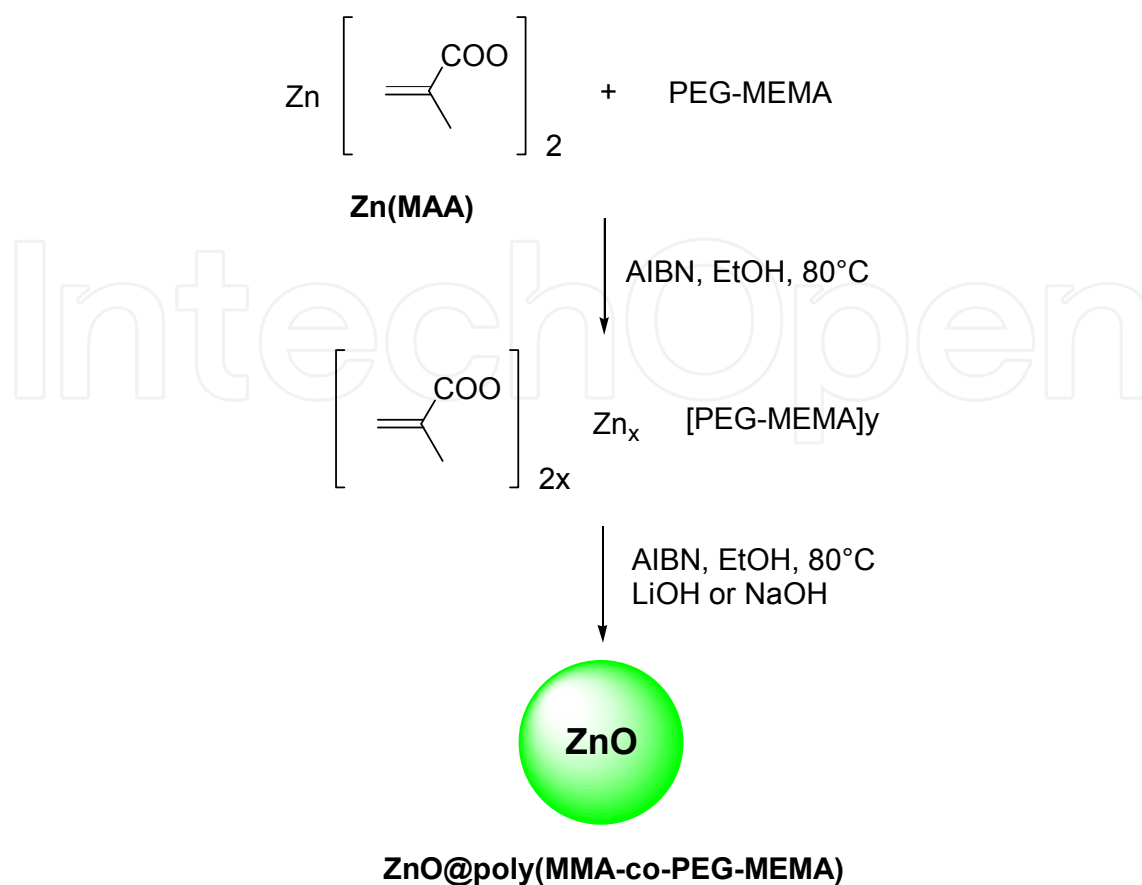 Zn [ COO ] 2 + PEG-MEMA
Zn(MAA)
AIBN, EtOH, 80°C
[ COO ] 2x Znx [PEG-MEMA]y
AIBN, EtOH, 80°C
LiOH or NaOH
ZnO
ZnO@poly(MMA-co-PEG-MEMA)
IntechOpen